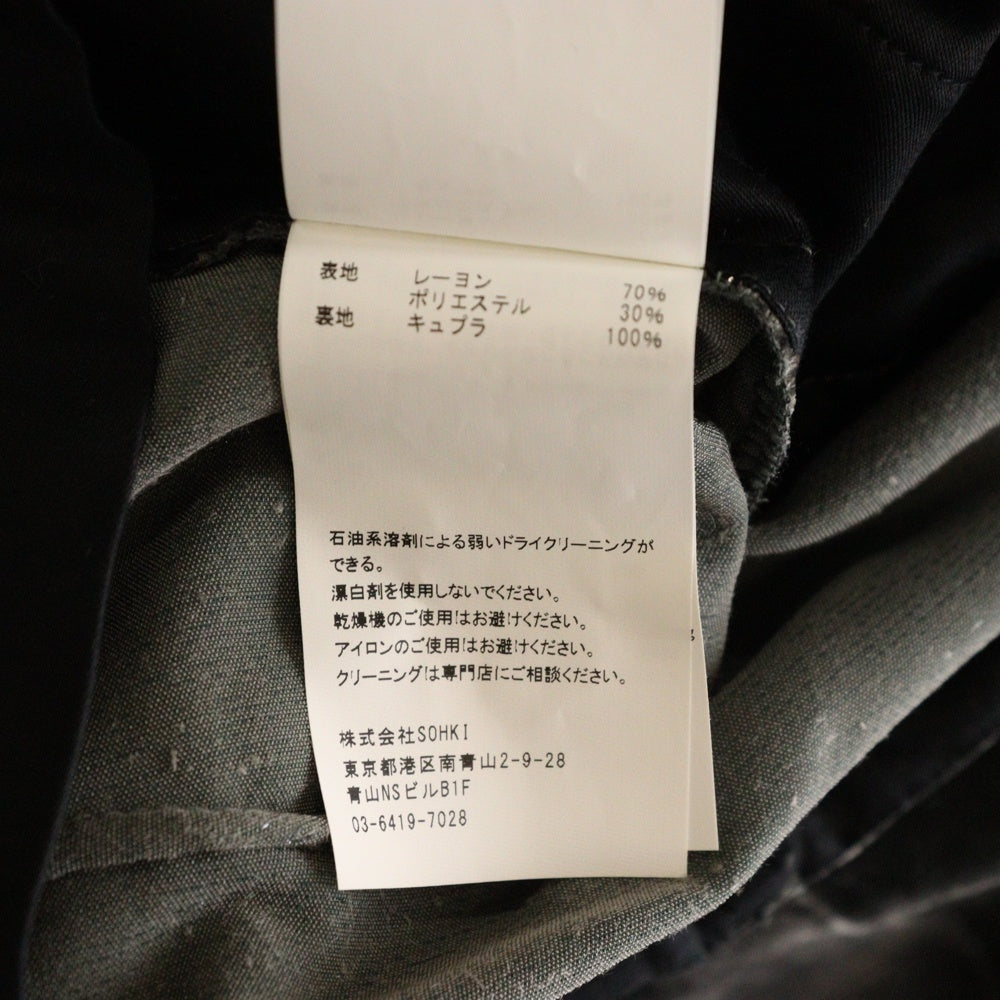 表地 レーヨン 70%
ポリエステル 30%
裏地 キュプラ 100%
石油系溶剤による弱いドライクリーニングが
できる。
漂白剤を使用しないでください。
乾燥機のご使用はお避けください。
アイロンのご使用はお避けください。
クリーニングは専門店にご相談ください。
株式会社SOHKI
東京都港区南青山2-9-28
青山NSビルB1F
03-6419-7028